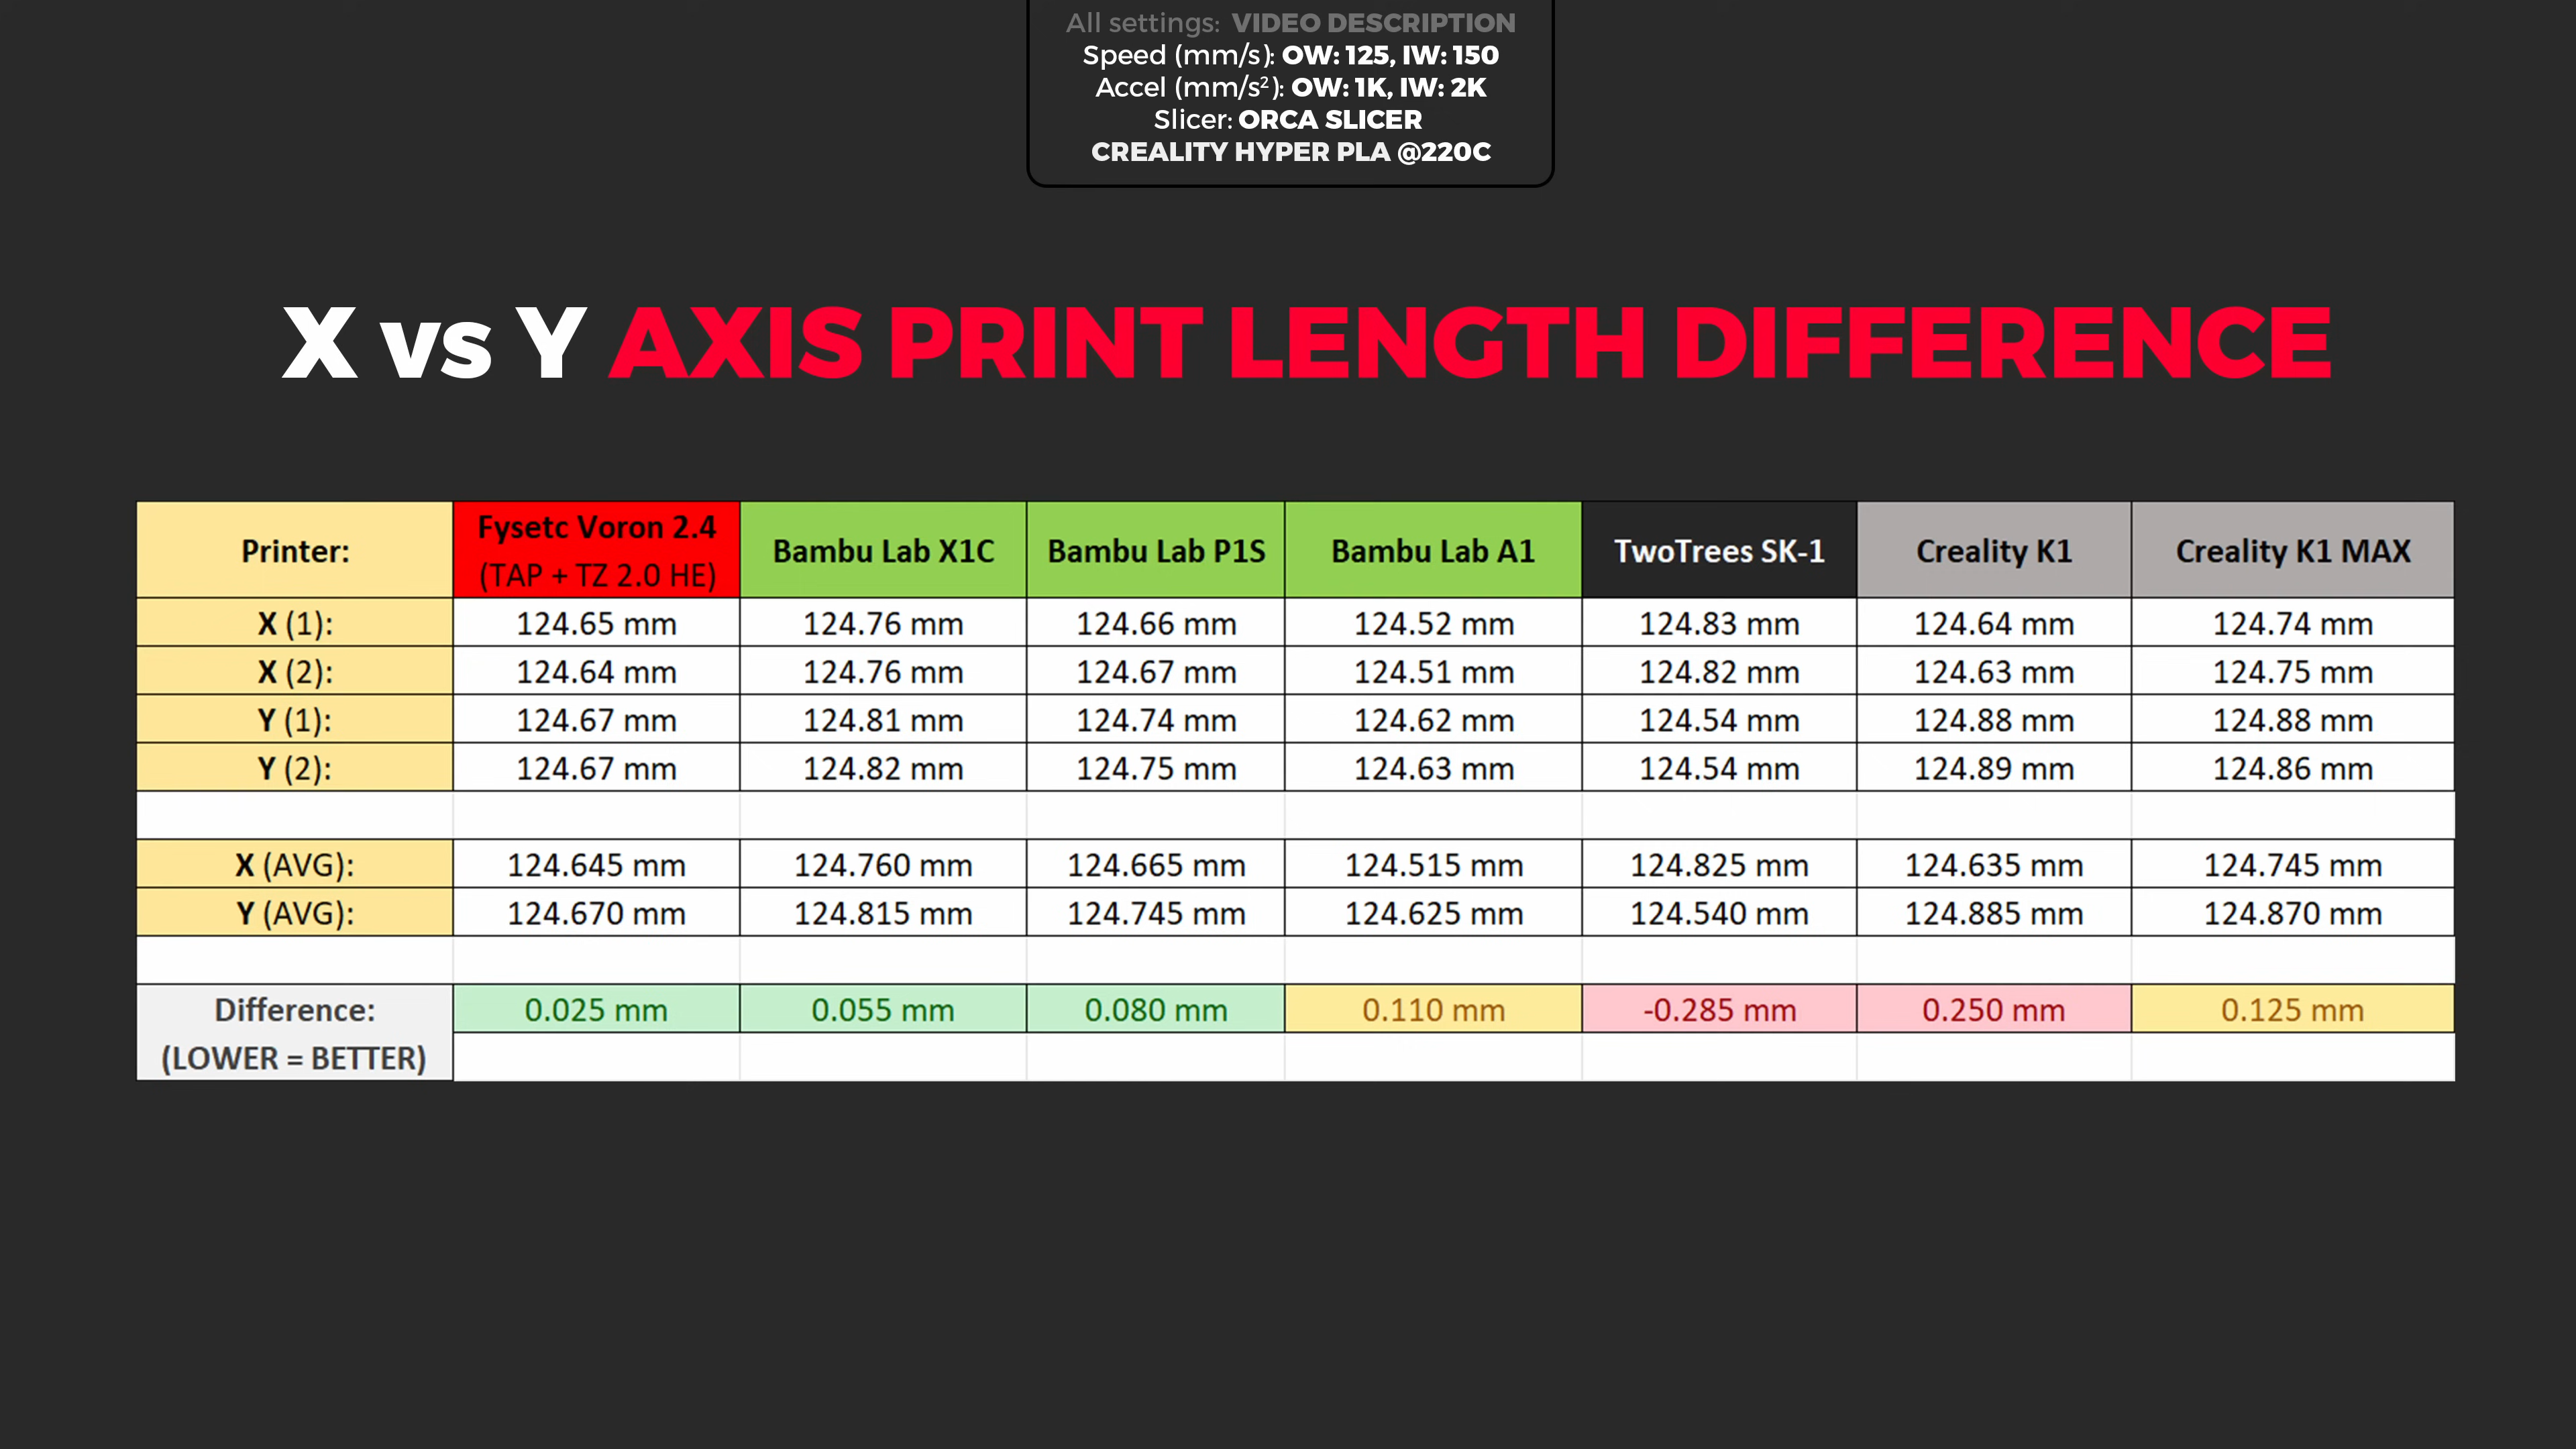 All settings: VIDEO DESCRIPTION
Speed (mm/s): OW: 125, IW: 150
Accel (mm/s²): OW: 1K, IW: 2K
Slicer: ORCA SLICER
CREALITY HYPER PLA @220C
X vs Y AXIS PRINT LENGTH DIFFERENCE
Printer: Fysetc Voron 2.4 (TAP + TZ 2.0 HE) Bambu Lab X1C Bambu Lab P1S Bambu Lab A1 TwoTrees SK-1 Creality K1 Creality K1 MAX
X (1): 124.65 mm 124.76 mm 124.66 mm 124.52 mm 124.83 mm 124.64 mm 124.74 mm
X (2): 124.64 mm 124.76 mm 124.67 mm 124.51 mm 124.82 mm 124.63 mm 124.75 mm
Y (1): 124.67 mm 124.81 mm 124.74 mm 124.62 mm 124.54 mm 124.88 mm 124.88 mm
Y (2): 124.67 mm 124.82 mm 124.75 mm 124.63 mm 124.54 mm 124.89 mm 124.86 mm
X (AVG): 124.645 mm 124.760 mm 124.665 mm 124.515 mm 124.825 mm 124.635 mm 124.745 mm
Y (AVG): 124.670 mm 124.815 mm 124.745 mm 124.625 mm 124.540 mm 124.885 mm 124.870 mm
Difference: 0.025 mm 0.055 mm 0.080 mm 0.110 mm -0.285 mm 0.250 mm 0.125 mm
(LOWER = BETTER)